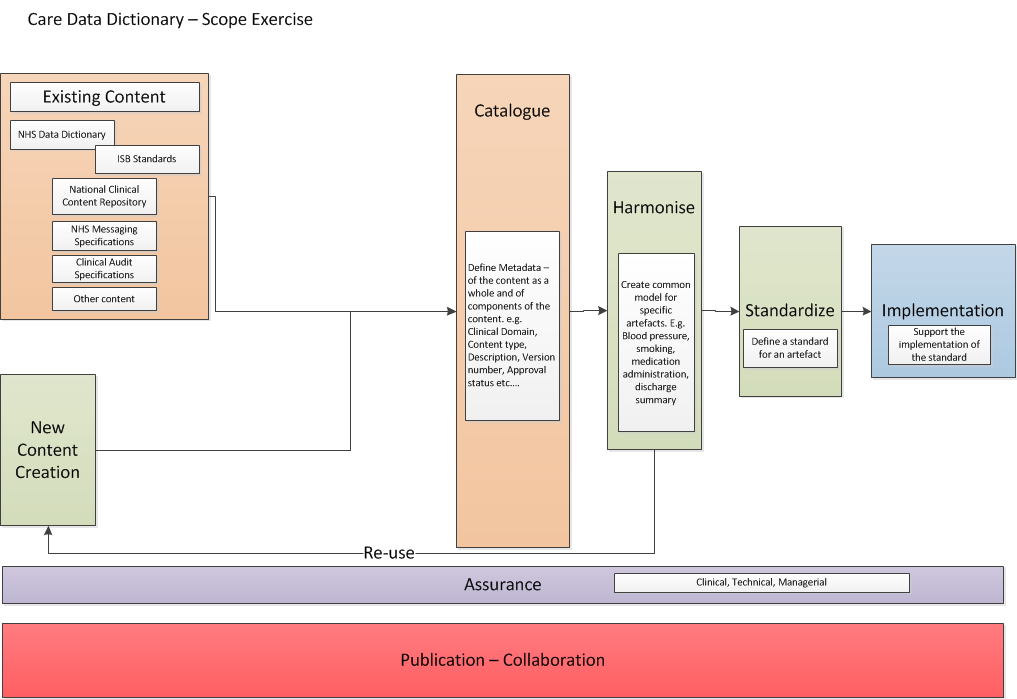 Care Data Dictionary – Scope Exercise
Existing Content
NHS Data Dictionary
ISB Standards
National Clinical
Content Repository
NHS Messaging
Specifications
Clinical Audit
Specifications
Other content
New
Content
Creation
Catalogue
Define Metadata –
of the content as a
whole and of
components of the
content. e.g.
Clinical Domain,
Content type,
Description, Version
number, Approval
status etc....
Harmonise
Create common
model for
specific
artefacts. E.g.
Blood pressure,
smoking,
medication
administration,
discharge
summary
Standardize
Define a standard
for an artefact
Implementation
Support the
implementation of
the standard
Re-use
Assurance
Clinical, Technical, Managerial
Publication – Collaboration